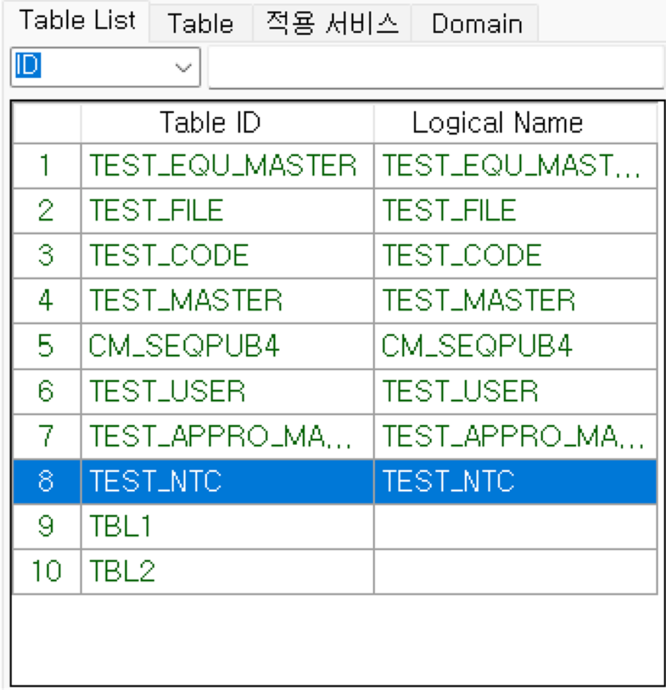 Table List Table 적용 서비스 Domain
ID
Table ID Logical Name
1 TEST_EQU_MASTER TEST_EQU_MAST...
2 TEST_FILE TEST_FILE
3 TEST_CODE TEST_CODE
4 TEST_MASTER TEST_MASTER
5 CM_SEQPUB4 CM_SEQPUB4
6 TEST_USER TEST_USER
7 TEST_APPRO_MA... TEST_APPRO_MA...
8 TEST_NTC TEST_NTC
9 TBL1
10 TBL2